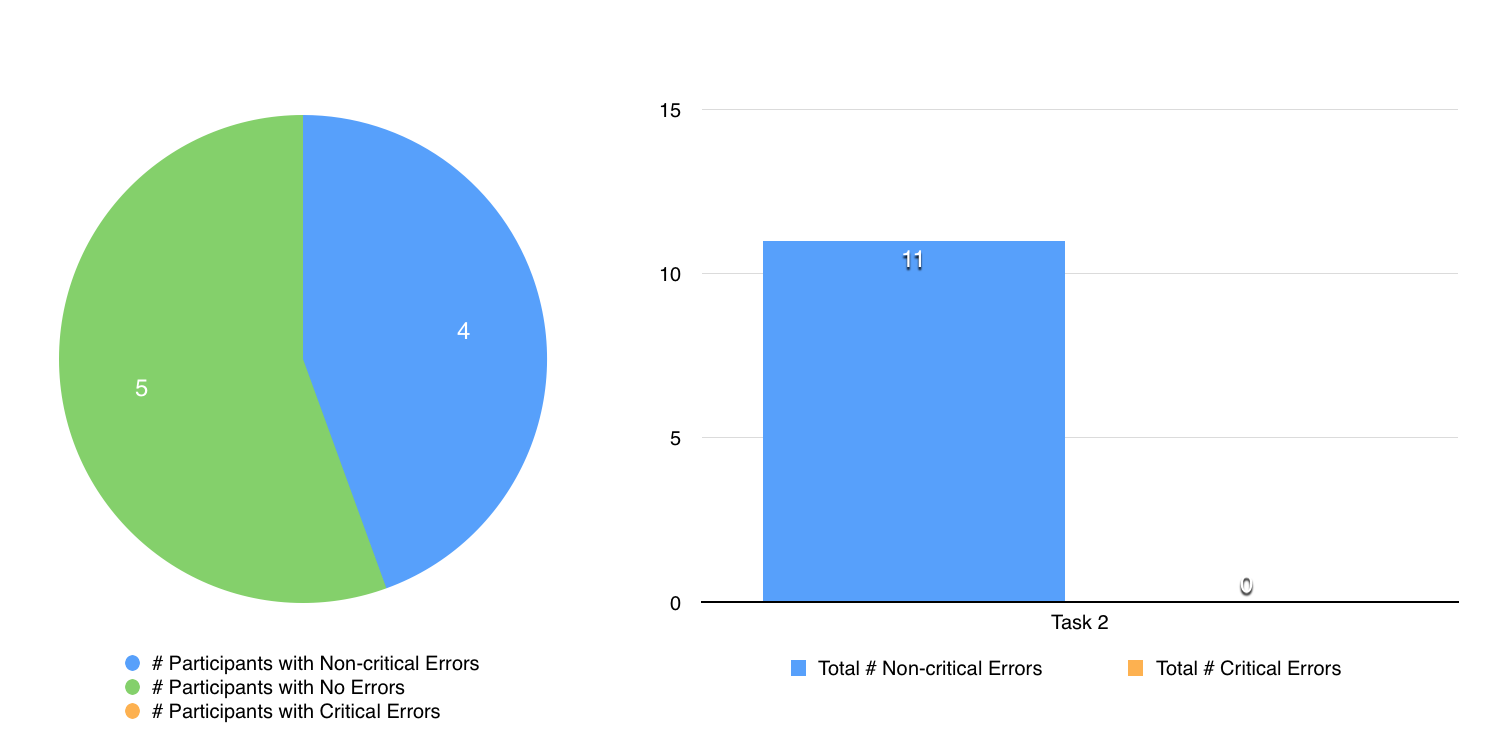 4
5
# Participants with Non-critical Errors
# Participants with No Errors
# Participants with Critical Errors
15
10
5
0
11
0
Task 2
Total # Non-critical Errors
Total # Critical Errors